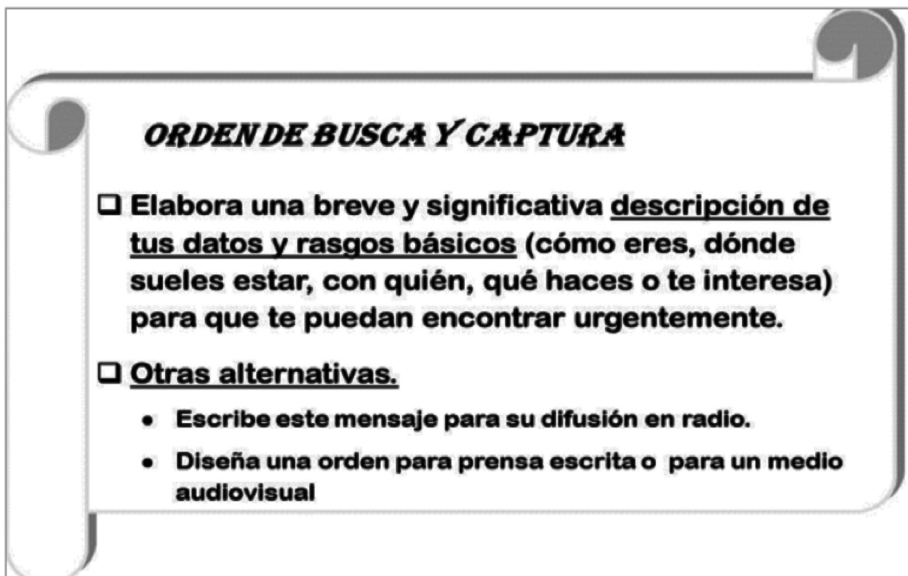 ORDEN DE BUSCA Y CAPTURA
❑ Elabora una breve y significativa descripción de
tus datos y rasgos básicos (cómo eres, dónde
sueles estar, con quién, qué haces o te interesa)
para que te puedan encontrar urgentemente.
❑ Otras alternativas.
• Escribe este mensaje para su difusión en radio.
• Diseña una orden para prensa escrita o para un medio
audiovisual